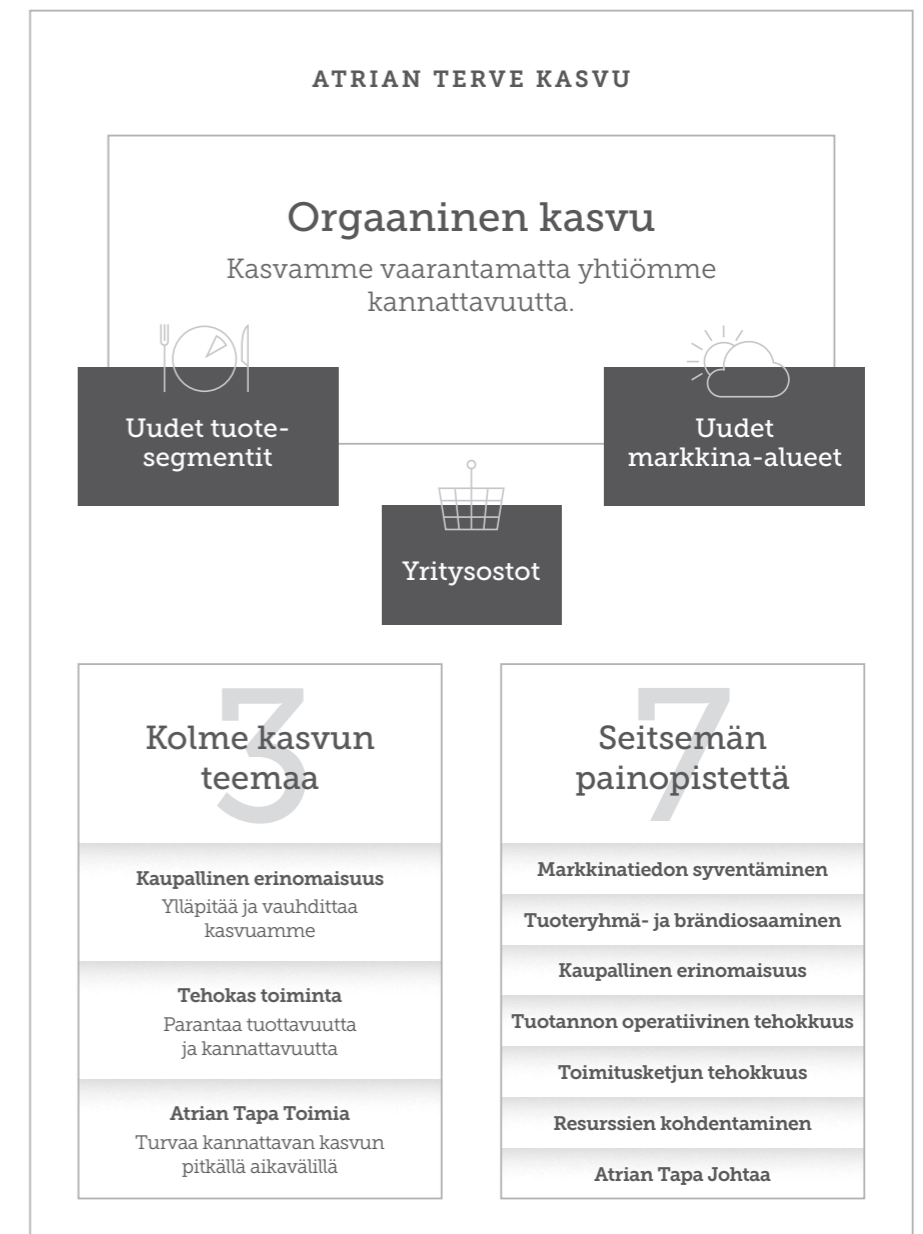 ATRIAN TERVE KASVU
Orgaaninen kasvu
Kasvamme vaarantamatta yhtiömme
kannattavuutta.
Uudet tuote-
segmentit
Uudet
markkina-alueet
Yritysostot
3
Kolme kasvun
teemaa
Kaupallinen erinomaisuus
Ylläpitää ja vauhdittaa
kasvuamme
Tehokas toiminta
Parantaa tuottavuutta
ja kannattavuutta
Atrian Tapa Toimia
Turvaa kannattavan kasvun
pitkällä aikavälillä
7
Seitsemän
painopistettä
Markkinatiedon syventäminen
Tuoteryhmä- ja brändiosaaminen
Kaupallinen erinomaisuus
Tuotannon operatiivinen tehokkuus
Toimitusketjun tehokkuus
Resurssien kohdentaminen
Atrian Tapa Johtaa